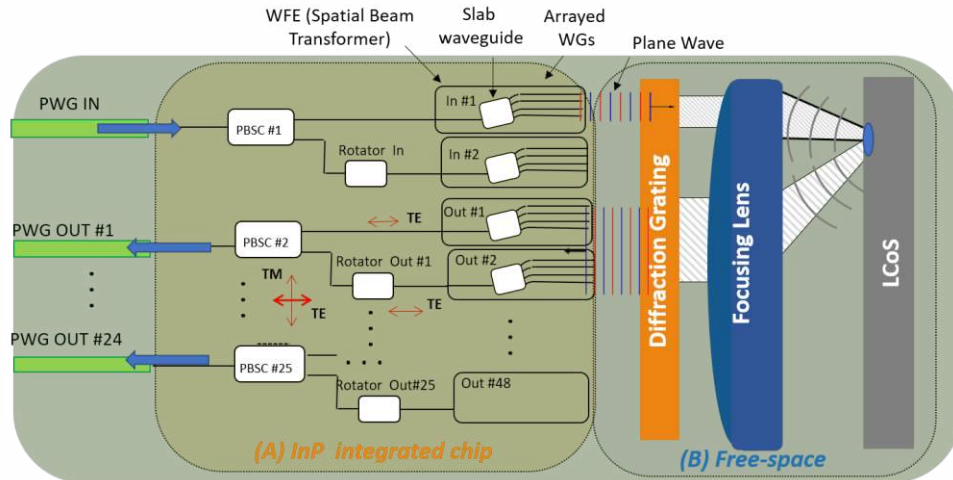 WFE (Spatial Beam
Transformer)
Slab
waveguide
Arrayed
WGs
Plane Wave
PWG IN
PBSC #1
In #1
Rotator In
In #2
PWG OUT #1
PBSC #2
TE
Out #1
Rotator Out #1
Out #2
TM
TE
TE
PWG OUT #24
PBSC #25
Rotator Out#25
Out #48
Diffraction Grating
Focusing Lens
LCoS
(A) InP integrated chip
(B) Free-space